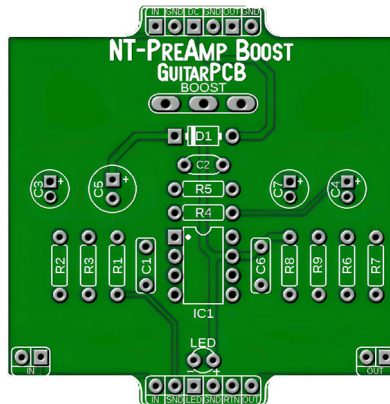 IN GND DC GND OUT GND
NT-PREAMP BOOST
GUITARPCB
BOOST
D1
C2
C3 + C5 + R5 C7 + C4 +
R4
R2 R3 R1 C1 C6 R8 R9 R6 R7
IC1
LED
- +
IN OUT
IN SND LED GND RTN OUT